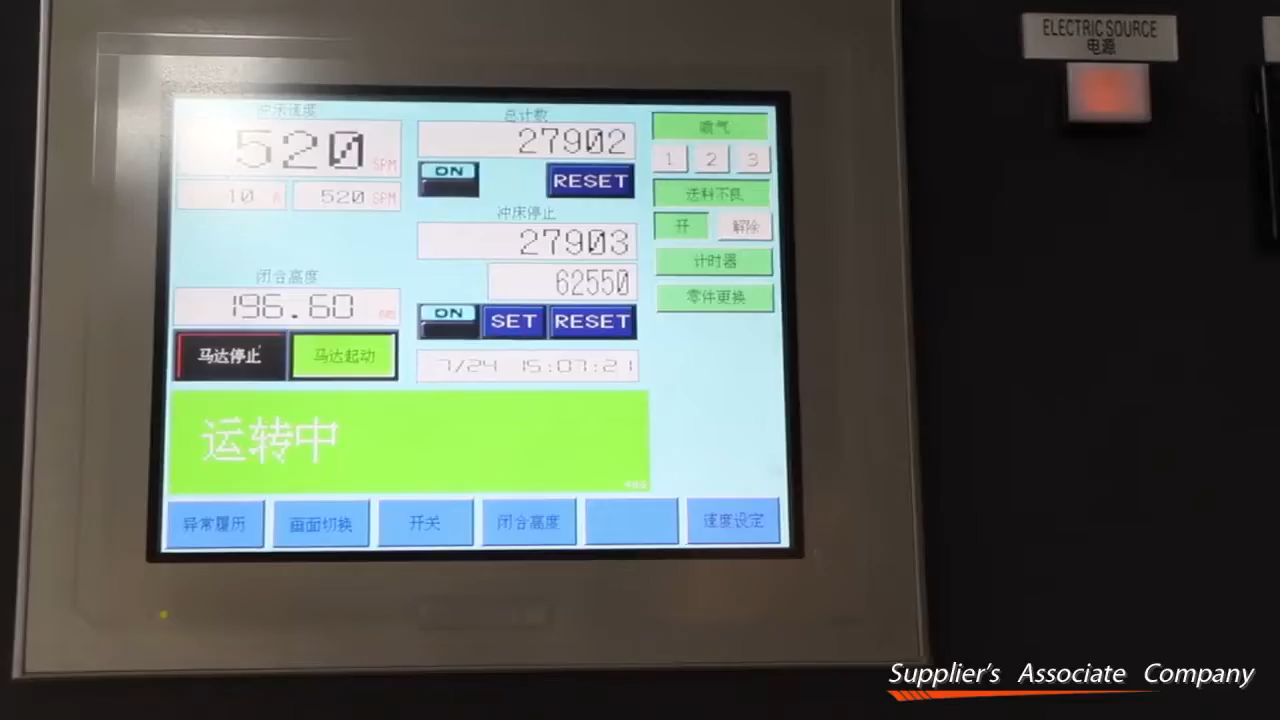 冲床速度
520 SPM
10 A
520 SPM
闭合高度
196.60 mm
马达停止
马达起动
总计数
27902
ON
RESET
冲床停止
27903
62550
ON
SET
RESET
7/24 15:07:21
喷气
1 2 3
送料不良
开
解除
计时器
零件更换
运转中
异常履历
画面切换
开关
闭合高度
速度设定
ELECTRIC SOURCE
电源
Supplier's Associate Company